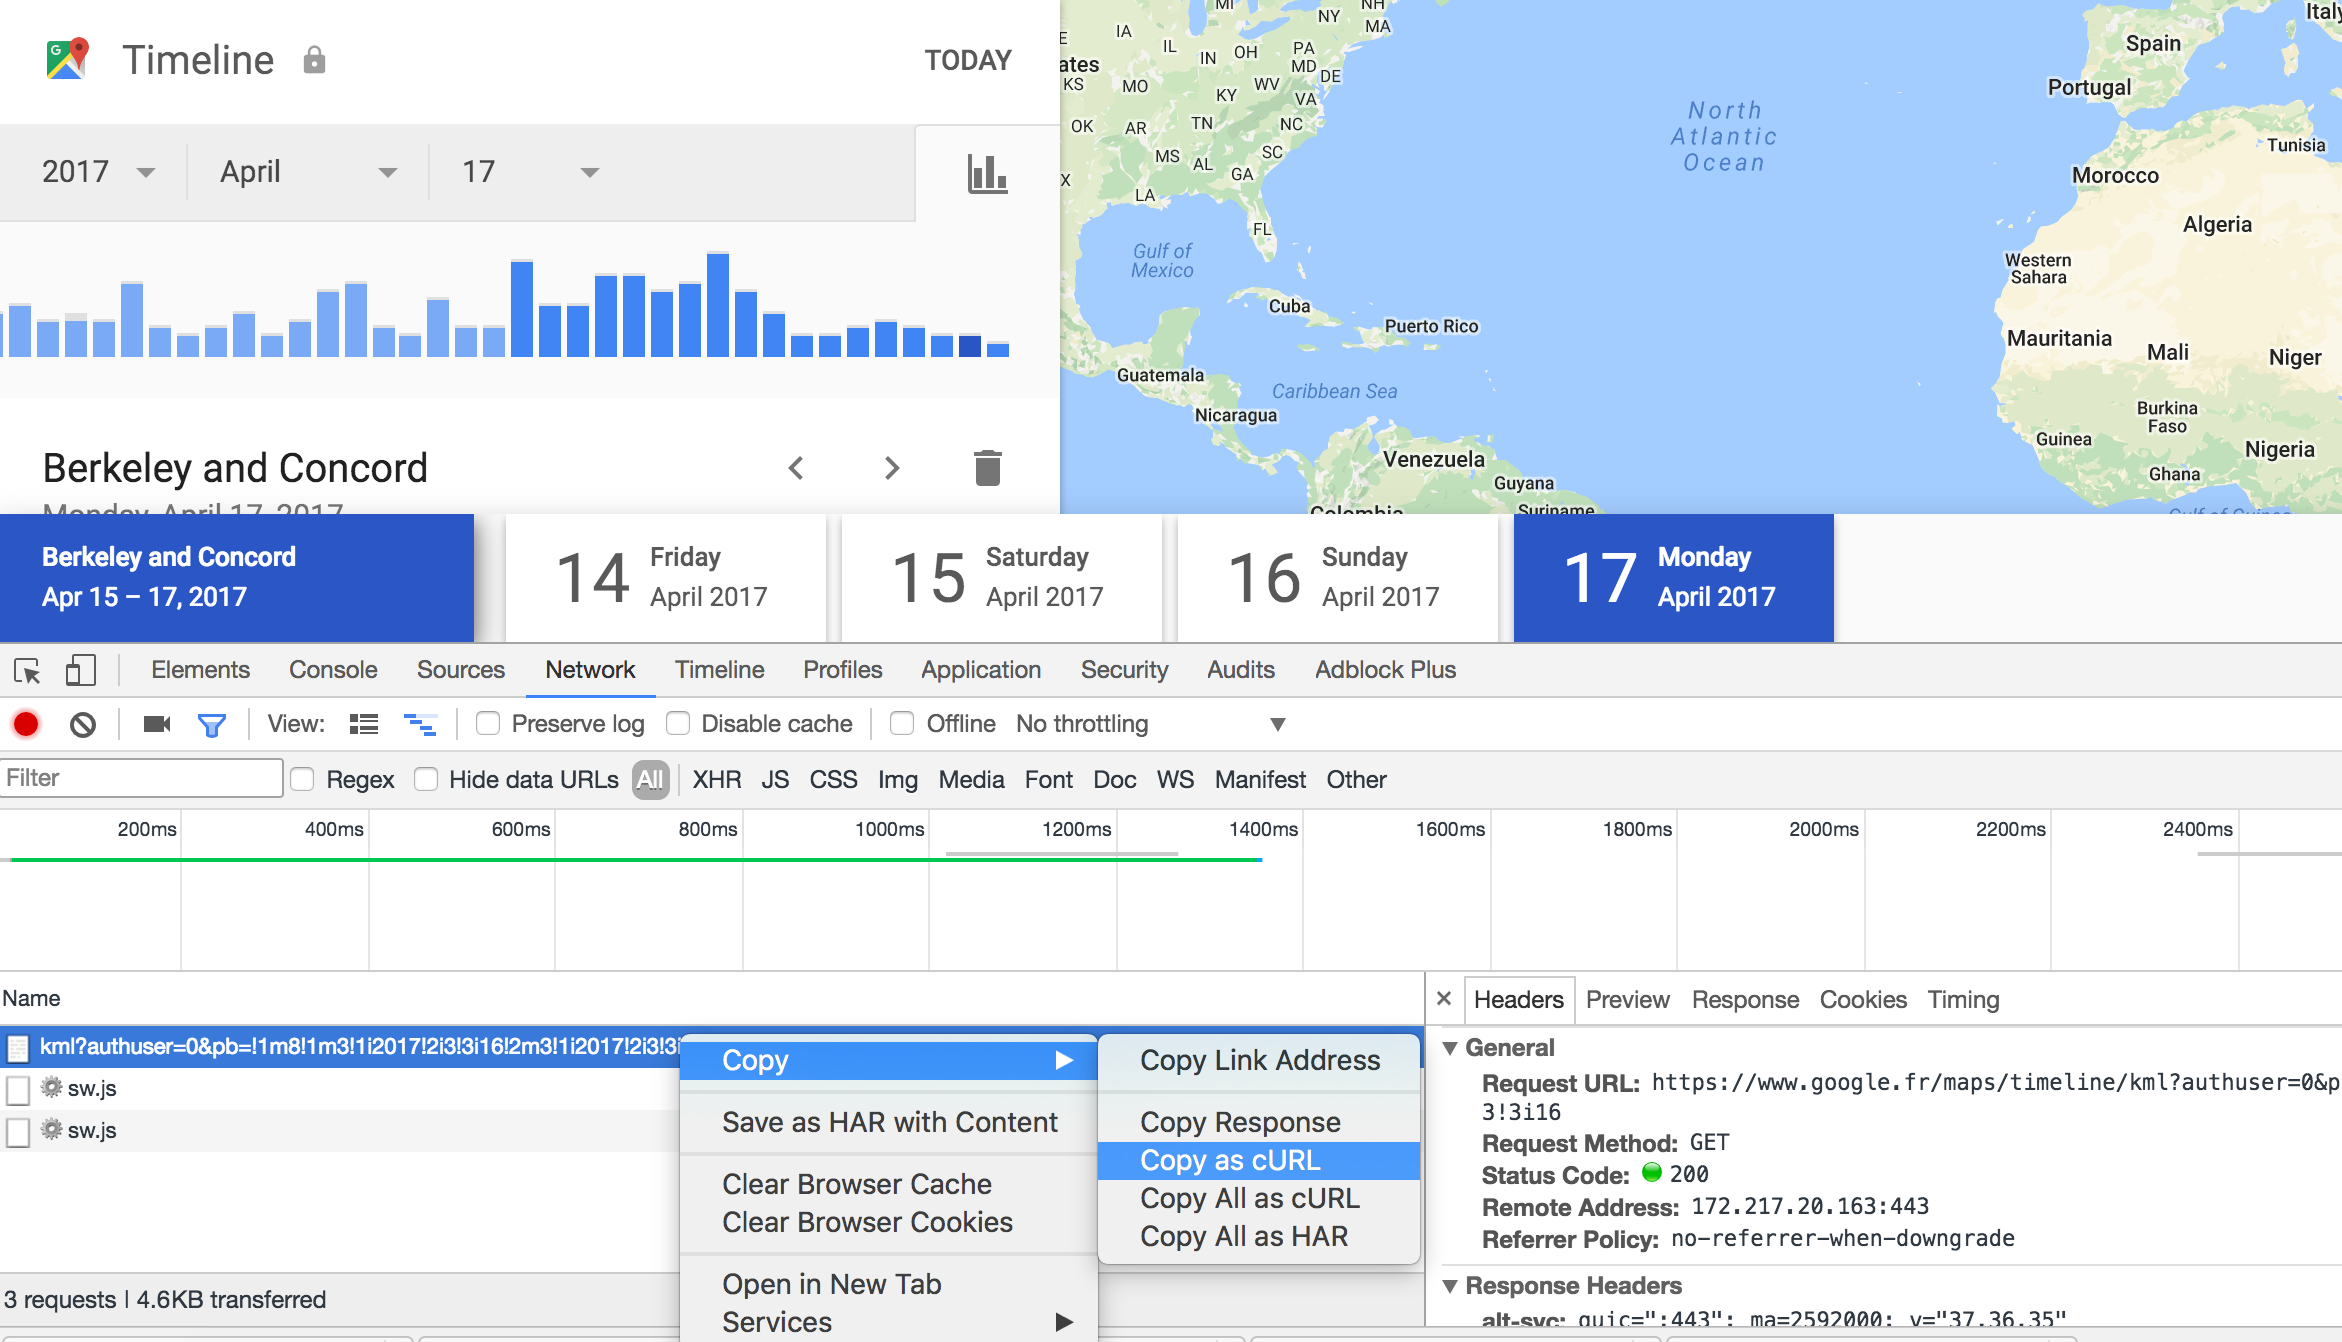 Timeline
TODAY
2017
April
17
Berkeley and Concord
Monday, April 17, 2017
MI
NY
NH
MA
IA
IL
IN
OH
PA
MD
DE
ates
KS
MO
KY
WV
VA
OK
AR
TN
NC
MS
AL
SC
GA
X
LA
FL
Gulf of
Mexico
Cuba
Puerto Rico
Guatemala
Caribbean Sea
Nicaragua
Venezuela
Guyana
Colombia
Suriname
North
Atlantic
Ocean
Spain
Portugal
Tunisia
Morocco
Algeria
Western
Sahara
Mauritania
Mali
Niger
Burkina
Faso
Guinea
Nigeria
Ghana
Gulf of Guinea
Berkeley and Concord
Apr 15 – 17, 2017
14 Friday
April 2017
15 Saturday
April 2017
16 Sunday
April 2017
17 Monday
April 2017
Elements Console Sources Network Timeline Profiles Application Security Audits Adblock Plus
View: Preserve log Disable cache Offline No throttling
Filter Regex Hide data URLs All XHR JS CSS Img Media Font Doc WS Manifest Other
200ms 400ms 600ms 800ms 1000ms 1200ms 1400ms 1600ms 1800ms 2000ms 2200ms 2400ms
Name
kml?authuser=0&pb=!1m8!1m3!1i2017!2i3!3i16!2m3!1i2017!2i3!3i
sw.js
sw.js
3 requests | 4.6KB transferred
Copy
Save as HAR with Content
Clear Browser Cache
Clear Browser Cookies
Open in New Tab
Services
Copy Link Address
Copy Response
Copy as cURL
Copy All as cURL
Copy All as HAR
× Headers Preview Response Cookies Timing
General
Request URL: https://www.google.fr/maps/timeline/kml?authuser=0&p
3!3i16
Request Method: GET
Status Code: 200
Remote Address: 172.217.20.163:443
Referrer Policy: no-referrer-when-downgrade
Response Headers
alt-svc: quic=":443"; ma=2592000; v="37,36,35"